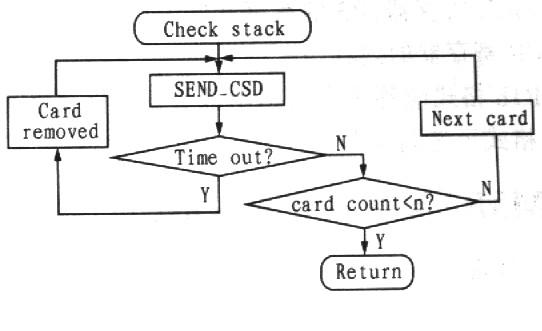 Check stack
SEND_CSD
Card
removed
Next card
Time out?
N
Y
card count<n?
N
Y
Return